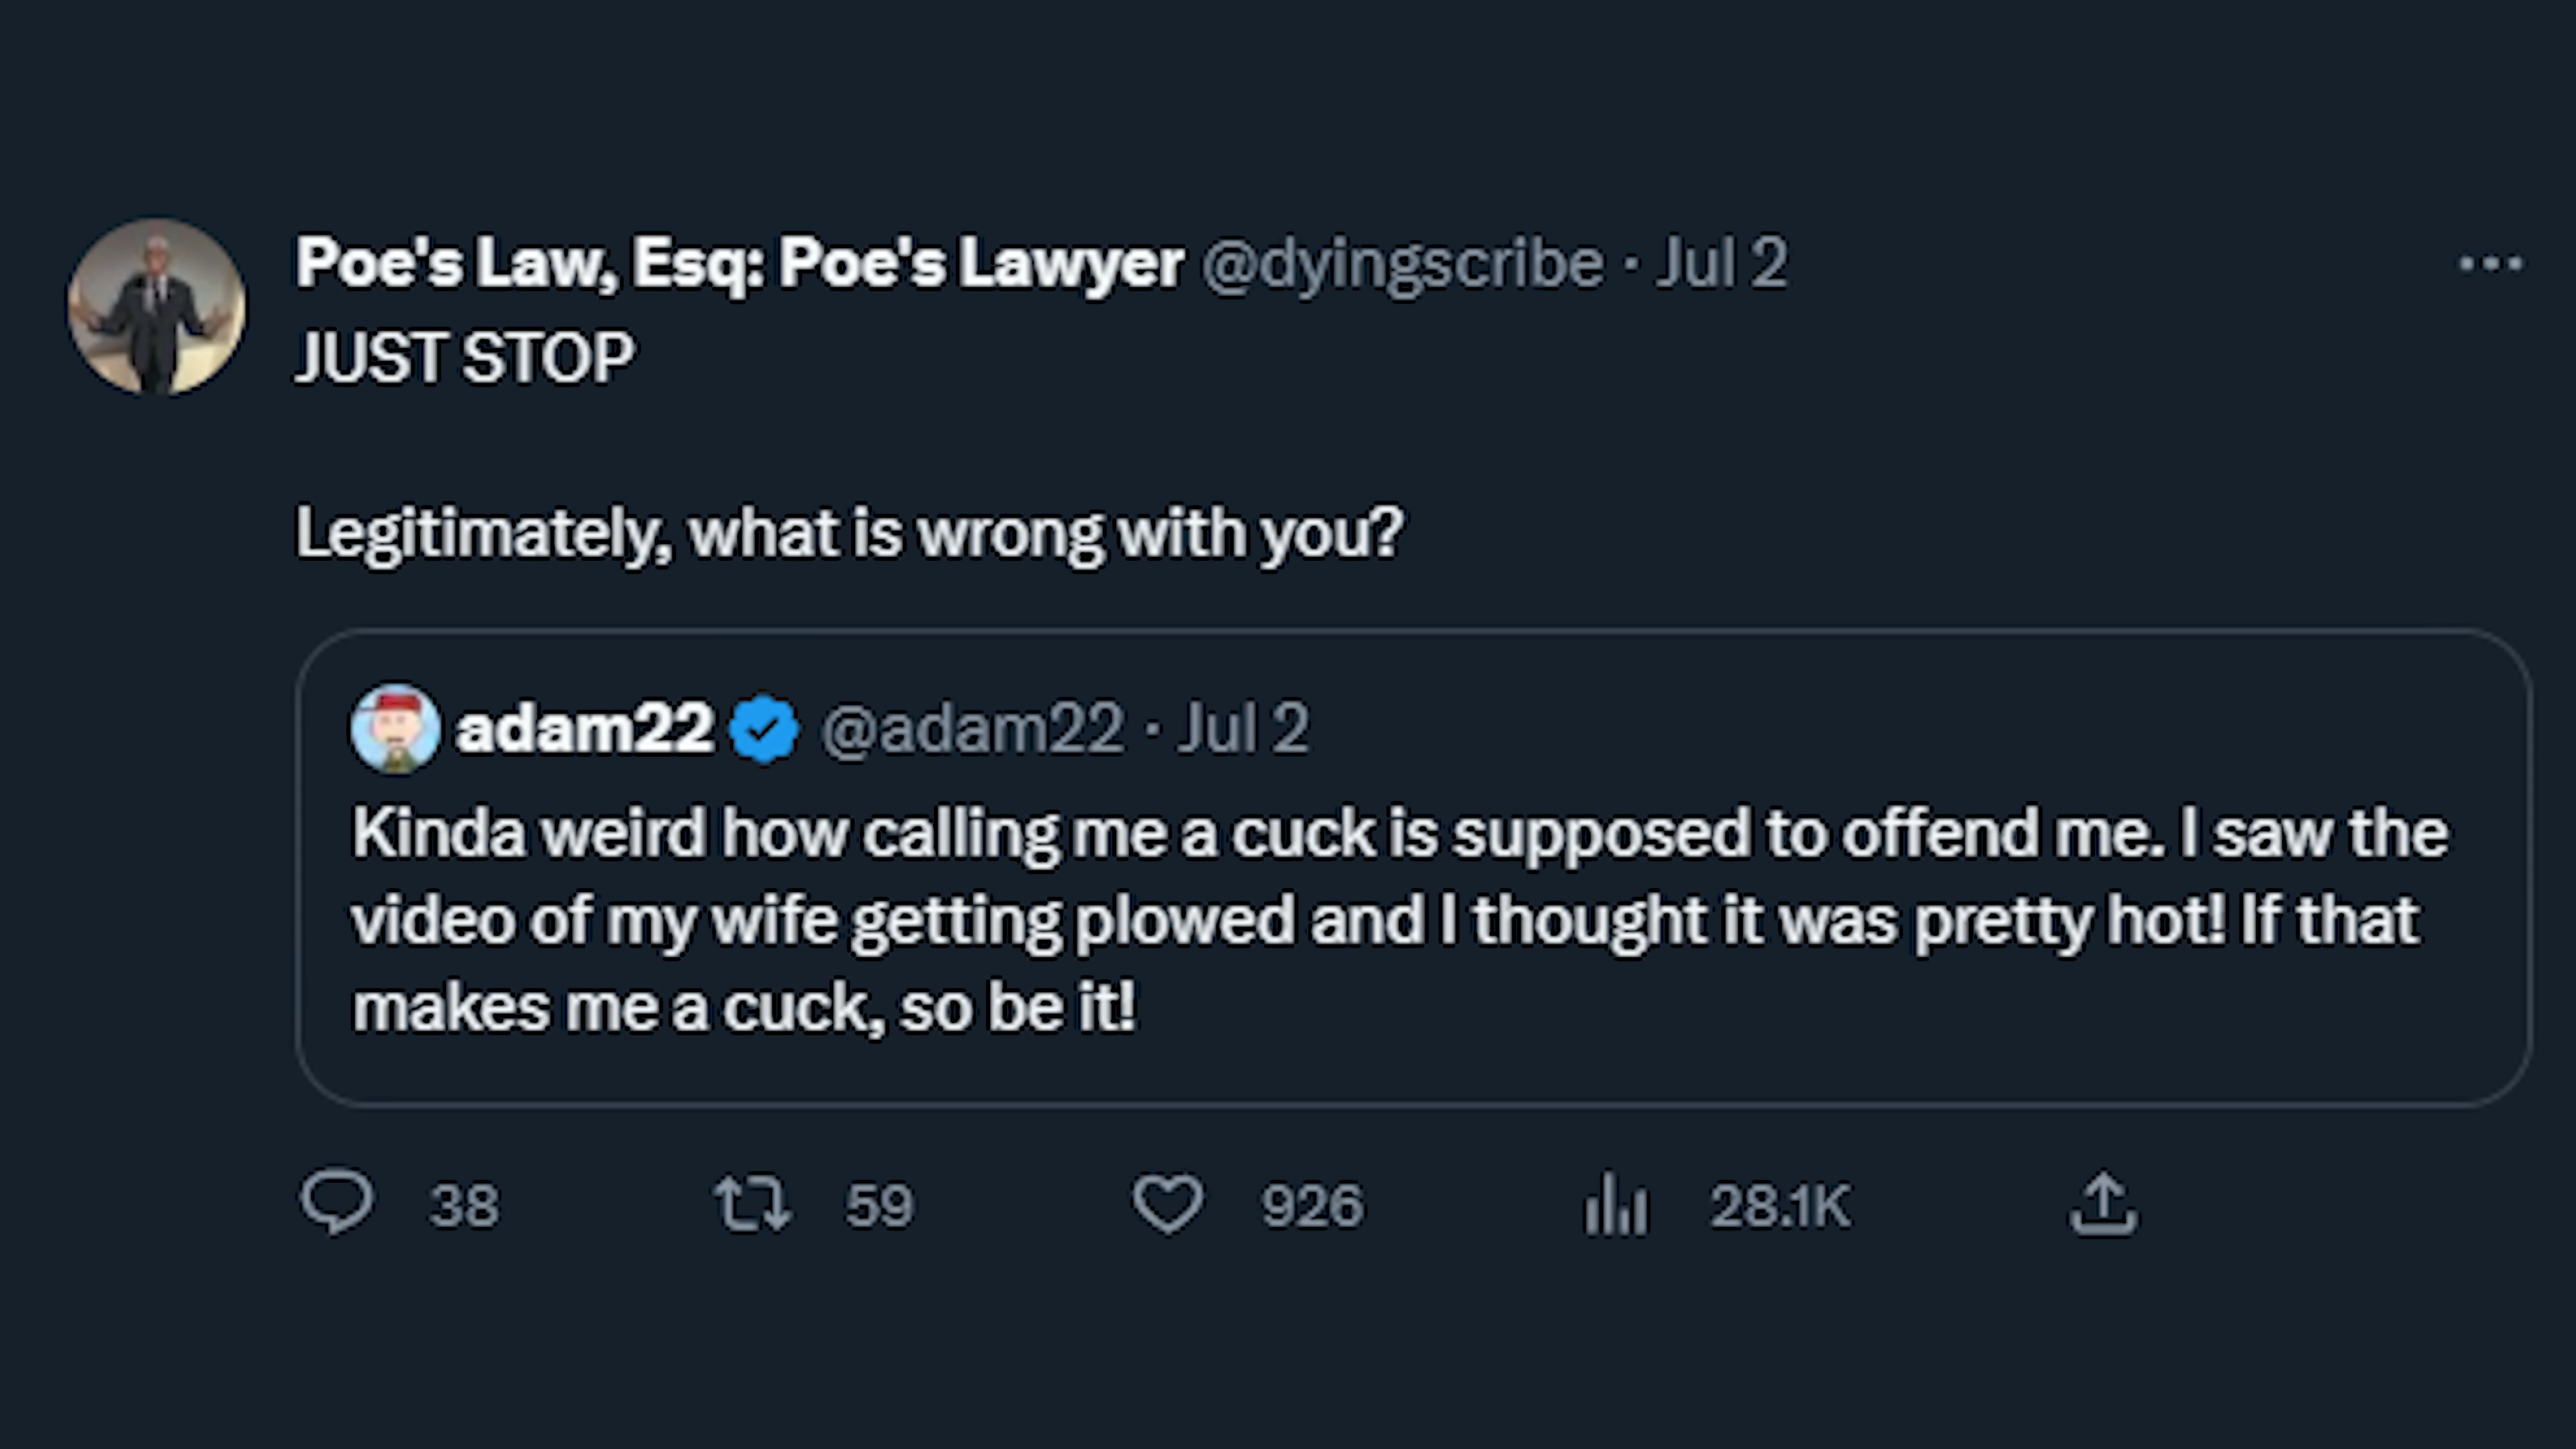 Poe's Law, Esq: Poe's Lawyer @dyingscribe · Jul 2
JUST STOP
Legitimately, what is wrong with you?
adam22 @adam22 · Jul 2
Kinda weird how calling me a cuck is supposed to offend me. I saw the
video of my wife getting plowed and I thought it was pretty hot! If that
makes me a cuck, so be it!
38 59 926 28.1K